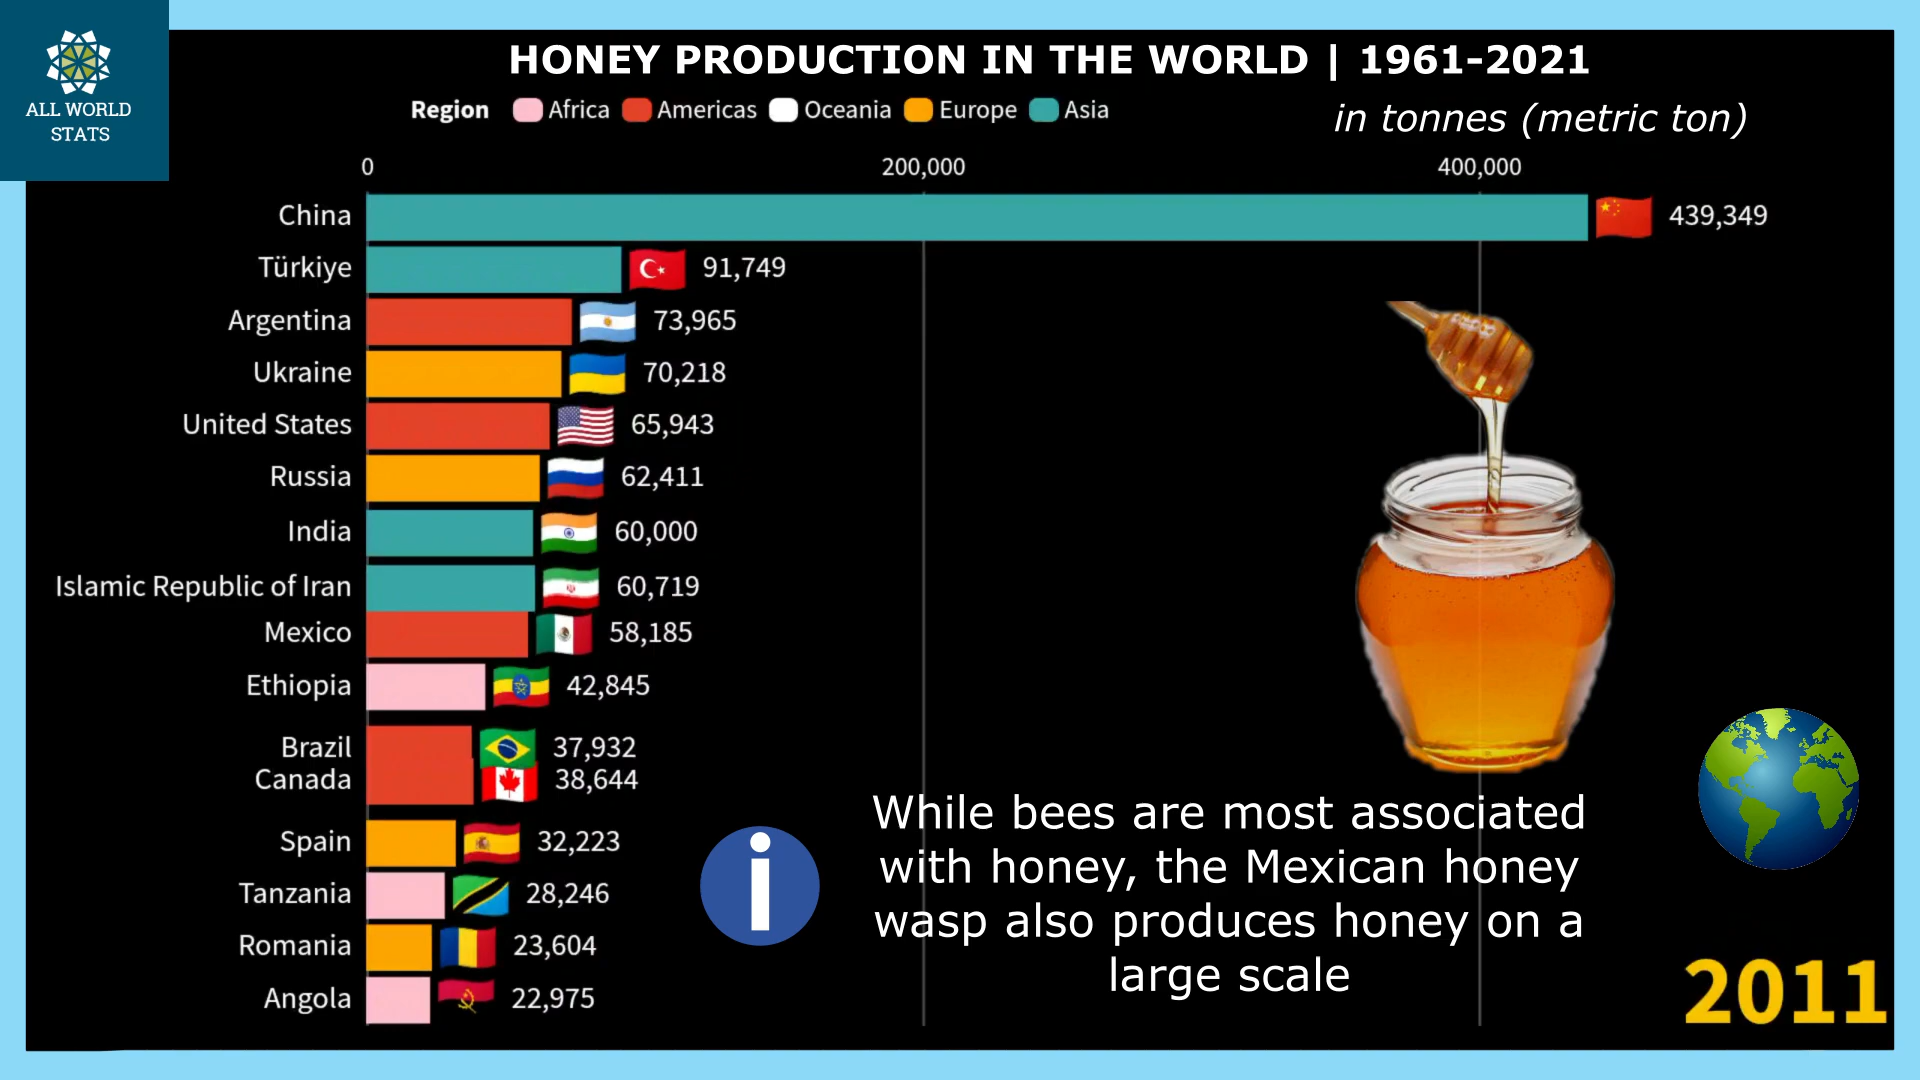 ALL WORLD
STATS
HONEY PRODUCTION IN THE WORLD | 1961-2021
Region Africa Americas Oceania Europe Asia
in tonnes (metric ton)
0 200,000 400,000
China 439,349
Türkiye 91,749
Argentina 73,965
Ukraine 70,218
United States 65,943
Russia 62,411
India 60,000
Islamic Republic of Iran 60,719
Mexico 58,185
Ethiopia 42,845
Brazil 37,932
Canada 38,644
Spain 32,223
Tanzania 28,246
Romania 23,604
Angola 22,975
i
While bees are most associated
with honey, the Mexican honey
wasp also produces honey on a
large scale
2011